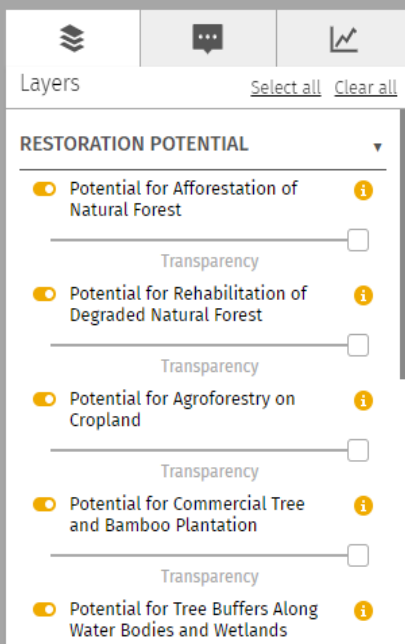 Layers
Select all Clear all
RESTORATION POTENTIAL
Potential for Afforestation of
Natural Forest
Transparency
Potential for Rehabilitation of
Degraded Natural Forest
Transparency
Potential for Agroforestry on
Cropland
Transparency
Potential for Commercial Tree
and Bamboo Plantation
Transparency
Potential for Tree Buffers Along
Water Bodies and Wetlands